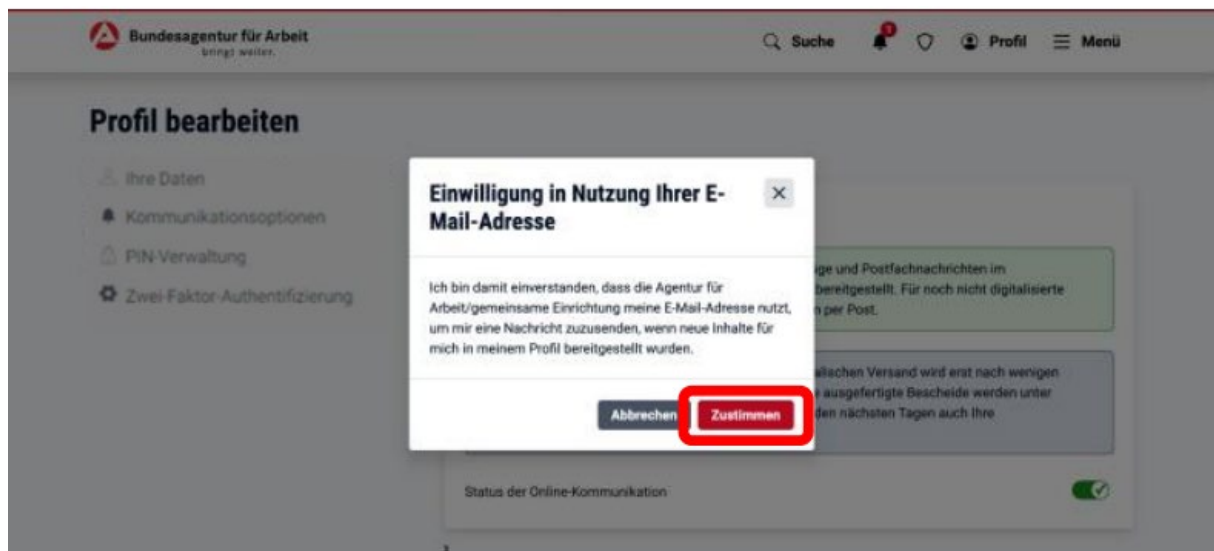 Bundesagentur für Arbeit
bringt weiter.
Suche
1
Profil
Menü
Profil bearbeiten
Ihre Daten
Kommunikationsoptionen
PIN-Verwaltung
Zwei-Faktor-Authentifizierung
Einwilligung in Nutzung Ihrer E-
Mail-Adresse
Ich bin damit einverstanden, dass die Agentur für
Arbeit/gemeinsame Einrichtung meine E-Mail-Adresse nutzt,
um mir eine Nachricht zuzusenden, wenn neue Inhalte für
mich in meinem Profil bereitgestellt wurden.
Abbrechen
Zustimmen
und Postfachnachrichten im
bereitgestellt. Für noch nicht digitalisierte
per Post.
Versand wird erst nach wenigen
ausgefertigte Bescheide werden unter
den nächsten Tagen auch Ihre
Status der Online-Kommunikation